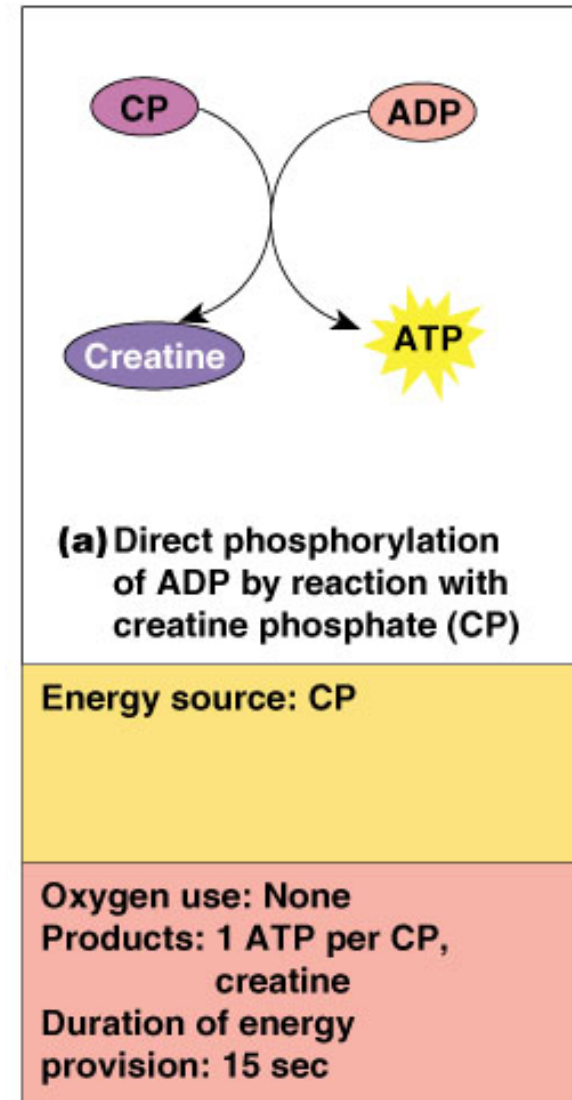 CP
ADP
Creatine
ATP
(a) Direct phosphorylation
of ADP by reaction with
creatine phosphate (CP)
Energy source: CP
Oxygen use: None
Products: 1 ATP per CP,
creatine
Duration of energy
provision: 15 sec